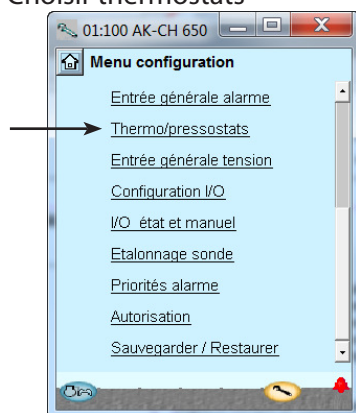 Choisir thermostats
01:100 AK-CH 650
Menu configuration
Entrée générale alarme
Thermo/pressostats
Entrée générale tension
Configuration I/O
I/O état et manuel
Etalonnage sonde
Priorités alarme
Autorisation
Sauvegarder / Restaurer